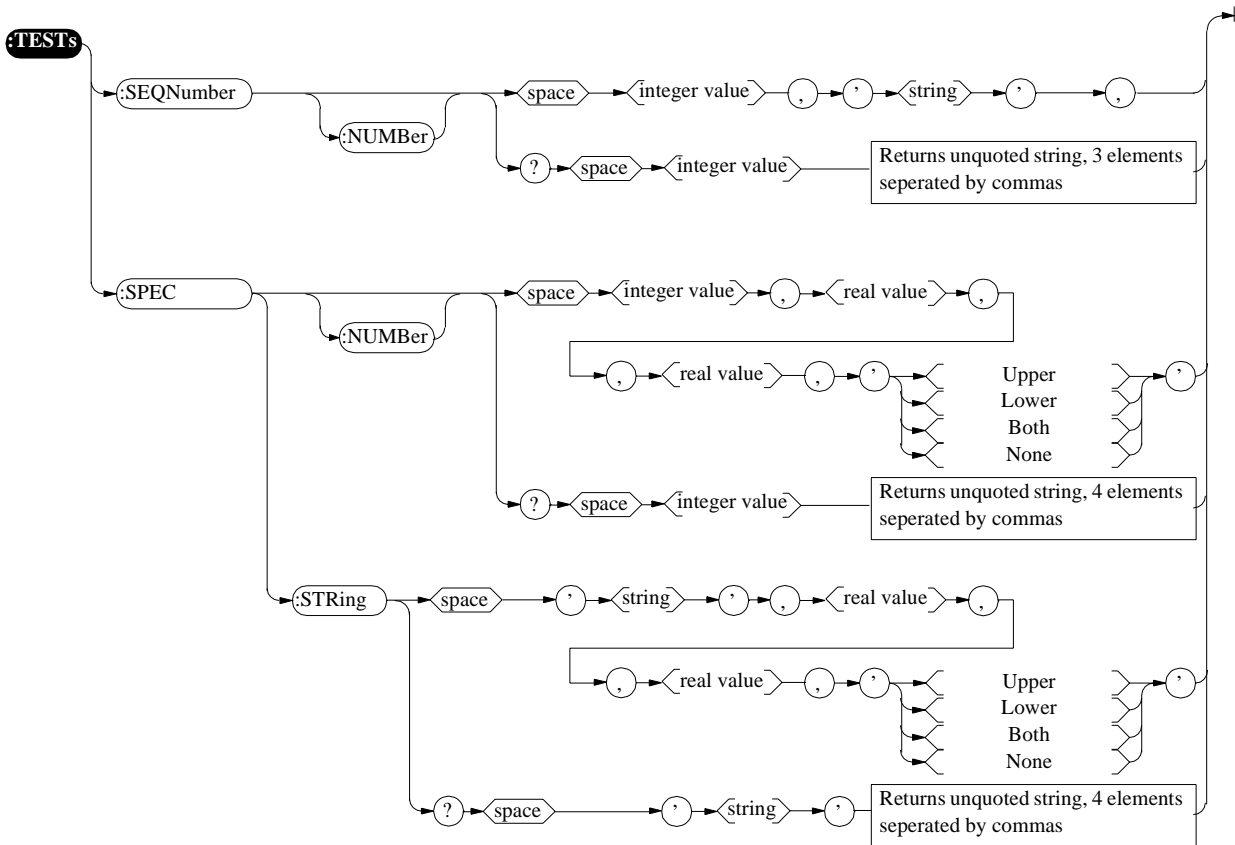 :TESTs
:SEQNumber space integer value , ' string ' ,
:NUMBer
? space integer value Returns unquoted string, 3 elements
seperated by commas
:SPEC space integer value , real value ,
:NUMBer
, real value , ' Upper '
Lower
Both
None
? space integer value Returns unquoted string, 4 elements
seperated by commas
:STRing space ' string ' , real value ,
, real value , ' Upper '
Lower
Both
None
? space ' string ' Returns unquoted string, 4 elements
seperated by commas